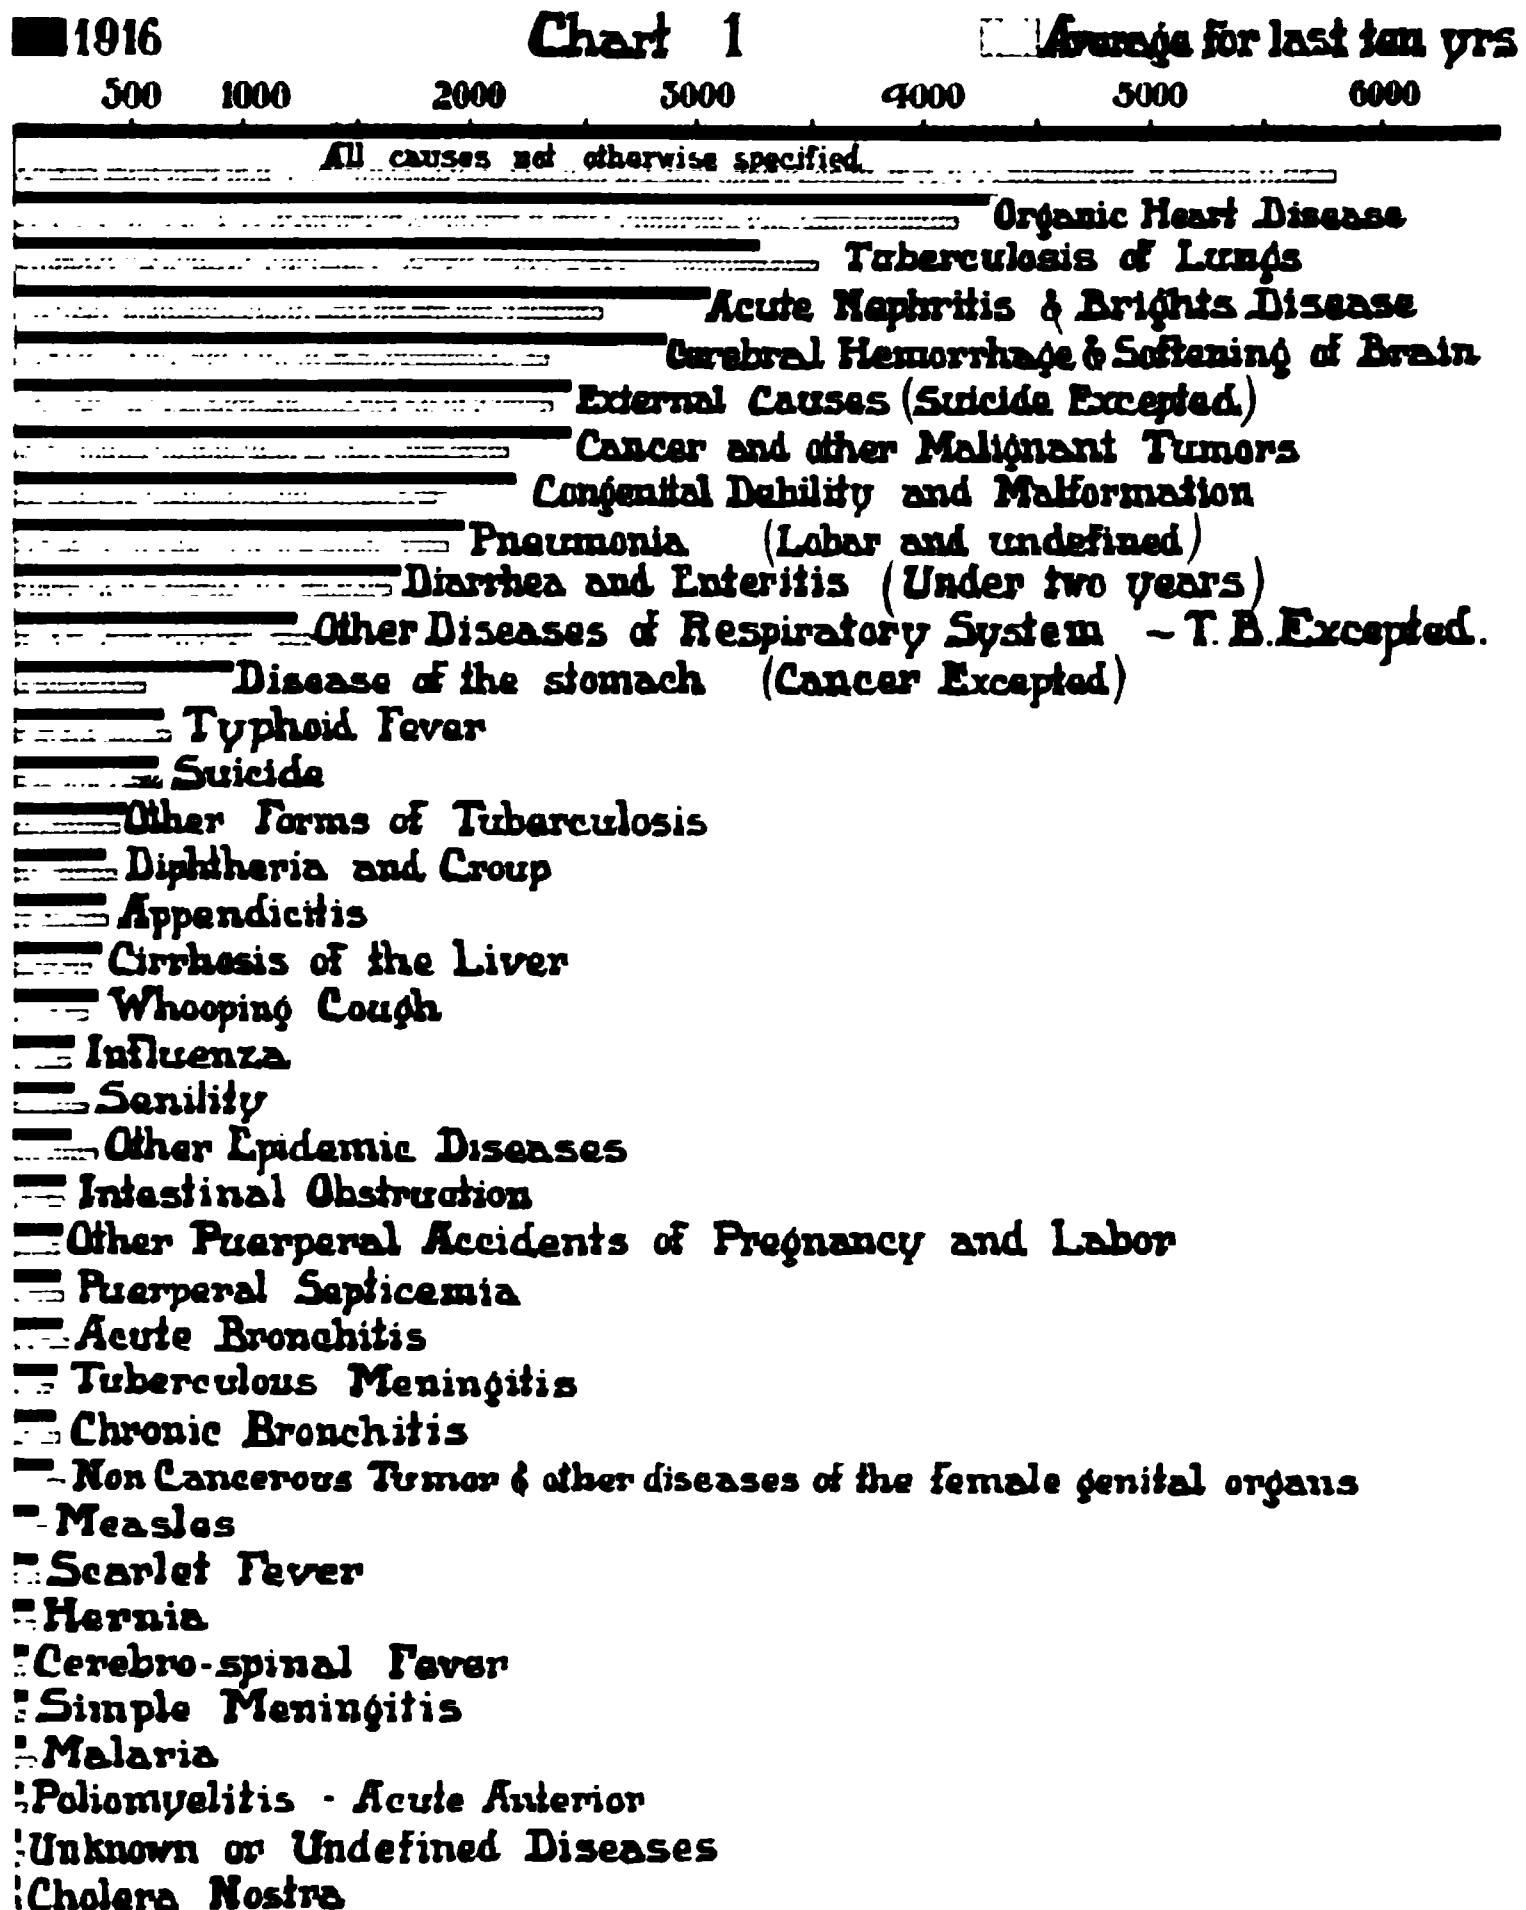 1916 Chart 1 Average for last ten yrs
500 1000 2000 3000 4000 5000 6000
All causes not otherwise specified
Organic Heart Disease
Tuberculosis of Lungs
Acute Nephritis & Brights Disease
Cerebral Hemorrhage & Softening of Brain
External Causes (Suicide Excepted)
Cancer and other Malignant Tumors
Congenital Debility and Malformation
Pneumonia (Lobar and undefined)
Diarrhea and Enteritis (Under two years)
Other Diseases of Respiratory System - T. B. Excepted.
Disease of the stomach (Cancer Excepted)
Typhoid Fever
Suicide
Other Forms of Tuberculosis
Diphtheria and Croup
Appendicitis
Cirrhosis of the Liver
Whooping Cough
Influenza
Senility
Other Epidemic Diseases
Intestinal Obstruction
Other Puerperal Accidents of Pregnancy and Labor
Puerperal Septicemia
Acute Bronchitis
Tuberculous Meningitis
Chronic Bronchitis
Non Cancerous Tumor & other diseases of the female genital organs
Measles
Scarlet Fever
Hernia
Cerebro-spinal Fever
Simple Meningitis
Malaria
Poliomyelitis - Acute Anterior
Unknown or Undefined Diseases
Cholera Nostra